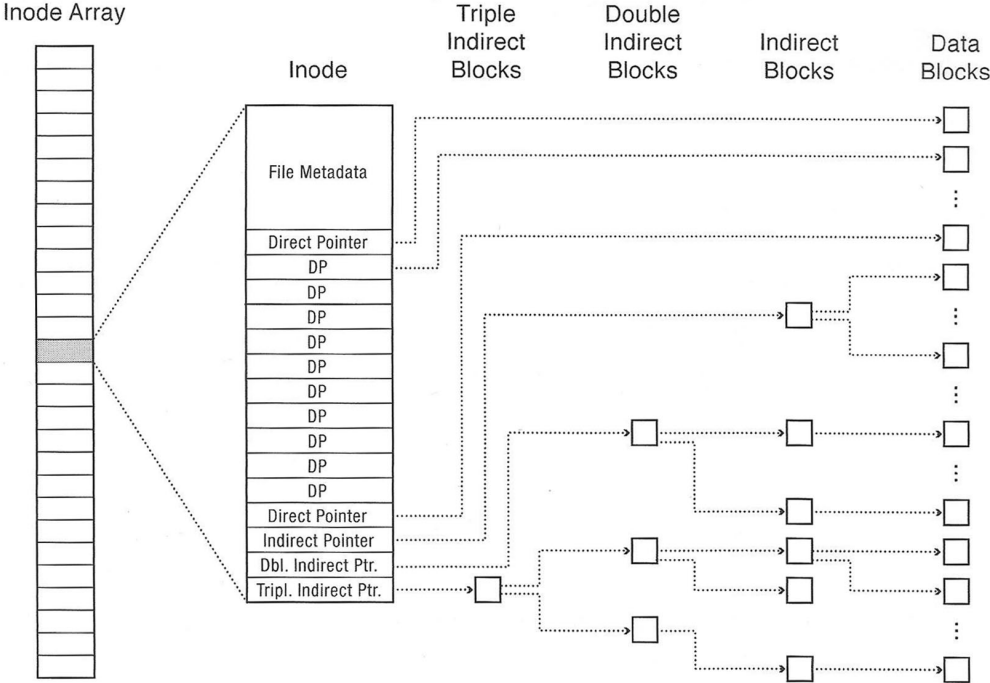 Inode Array
Inode
Triple
Indirect
Blocks
Double
Indirect
Blocks
Indirect
Blocks
Data
Blocks
File Metadata
Direct Pointer
DP
DP
DP
DP
DP
DP
DP
DP
DP
DP
Direct Pointer
Indirect Pointer
Dbl. Indirect Ptr.
Tripl. Indirect Ptr.